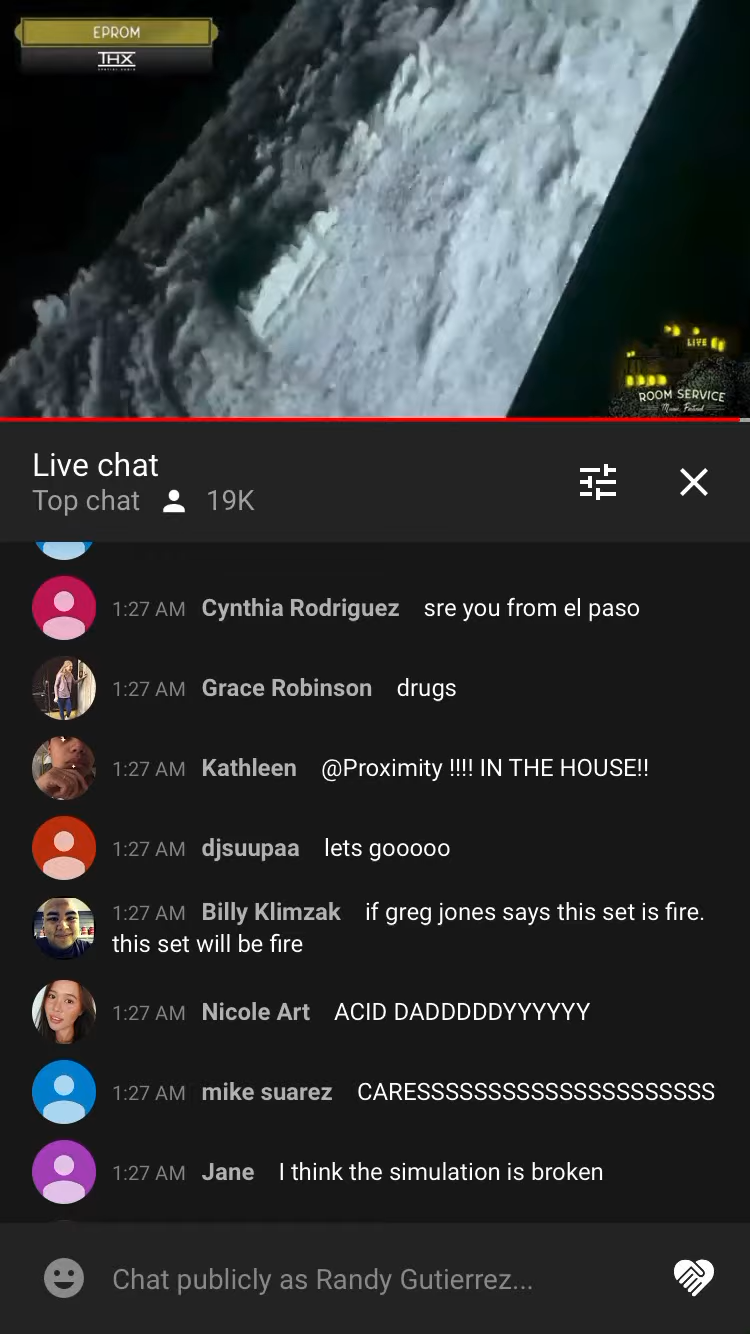 EPROM
THX
LIVE
ROOM SERVICE
Music Festival
Live chat
Top chat 19K
1:27 AM Cynthia Rodriguez sre you from el paso
1:27 AM Grace Robinson drugs
1:27 AM Kathleen @Proximity !!!! IN THE HOUSE!!
1:27 AM djsuupaa lets gooooo
1:27 AM Billy Klimzak if greg jones says this set is fire.
this set will be fire
1:27 AM Nicole Art ACID DADDDDDYYYYYY
1:27 AM mike suarez CARESSSSSSSSSSSSSSSSSSSSSS
1:27 AM Jane I think the simulation is broken
Chat publicly as Randy Gutierrez...